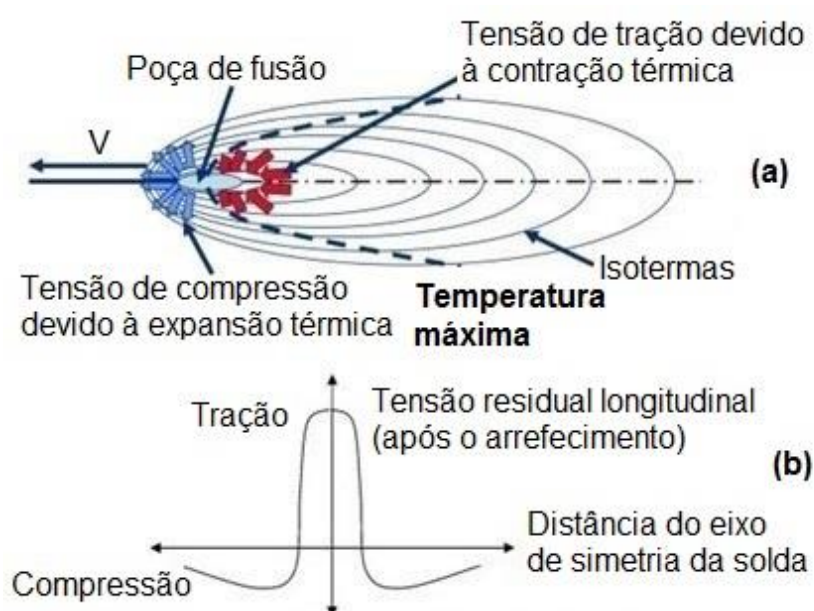 Tensão de tração devido
à contração térmica
Poça de fusão
V
(a)
Isotermas
Tensão de compressão
devido à expansão térmica
Temperatura
máxima
Tração
Tensão residual longitudinal
(após o arrefecimento)
(b)
Distância do eixo
de simetria da solda
Compressão